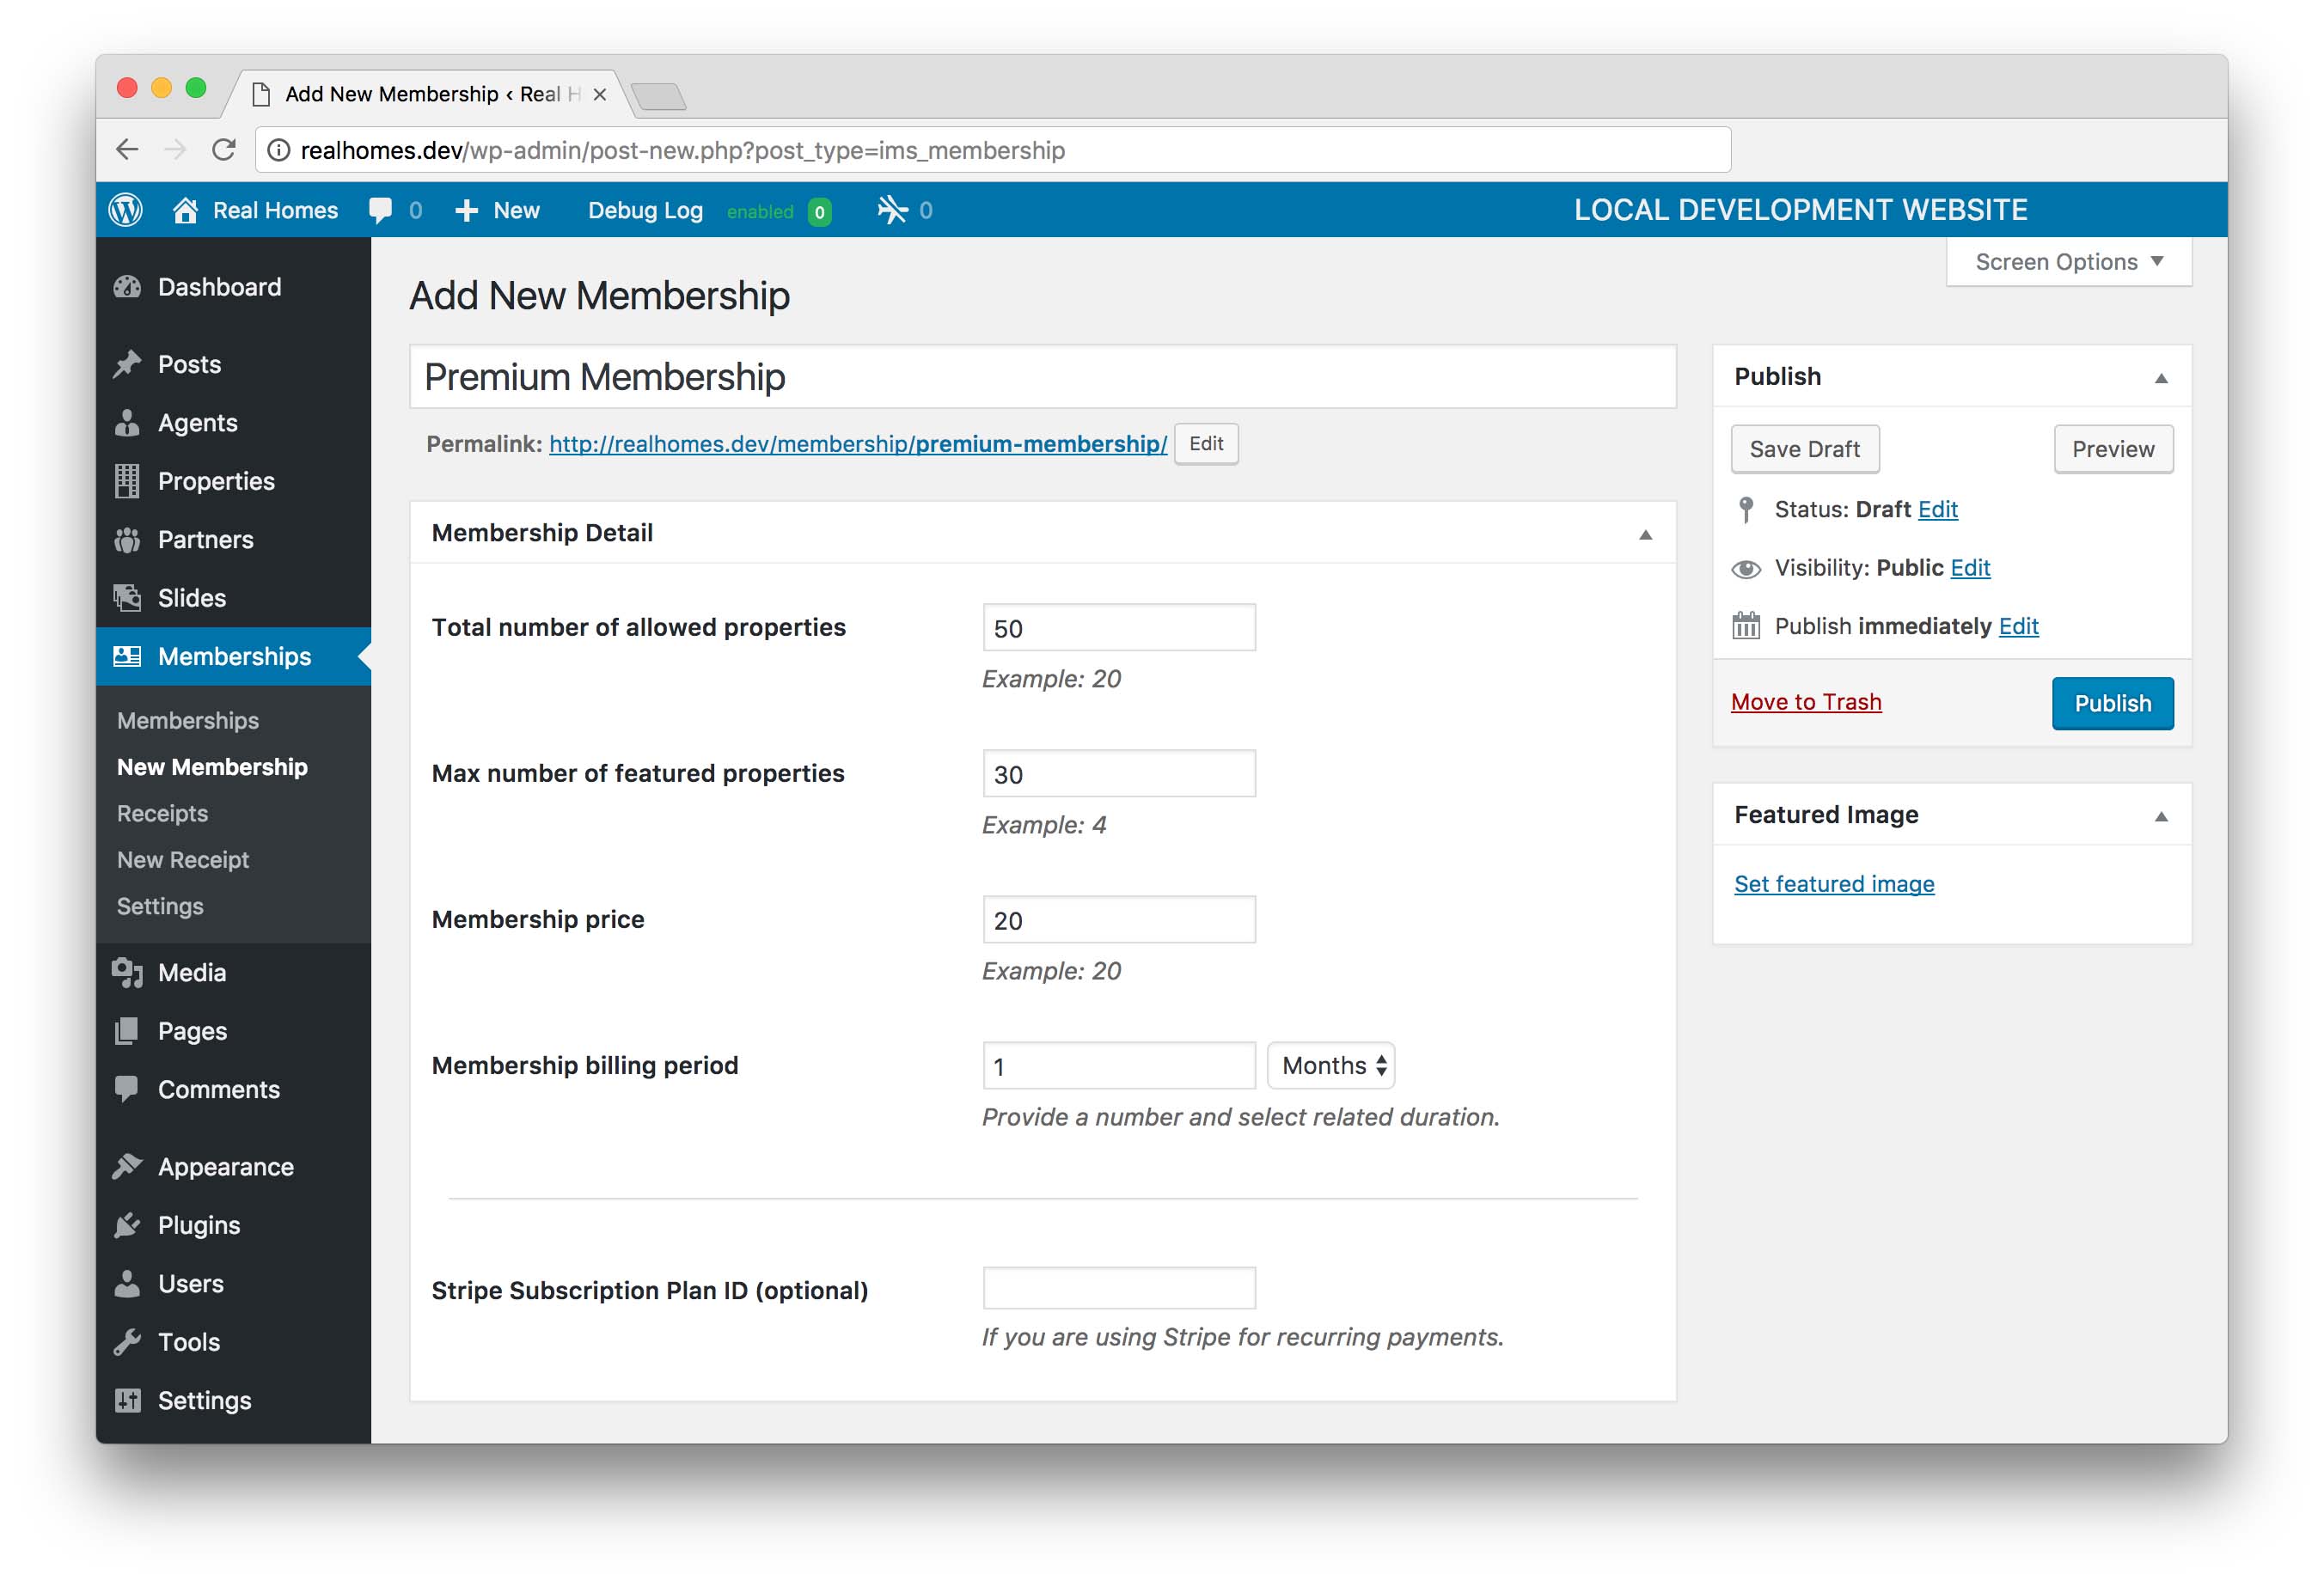 Add New Membership ‹ Real H
realhomes.dev/wp-admin/post-new.php?post_type=ims_membership
Real Homes 0 New Debug Log enabled 0 0 LOCAL DEVELOPMENT WEBSITE
Screen Options
Dashboard
Posts
Agents
Properties
Partners
Slides
Memberships
Memberships
New Membership
Receipts
New Receipt
Settings
Media
Pages
Comments
Appearance
Plugins
Users
Tools
Settings
Add New Membership
Premium Membership
Permalink: http://realhomes.dev/membership/premium-membership/ Edit
Membership Detail
Total number of allowed properties 50
Example: 20
Max number of featured properties 30
Example: 4
Membership price 20
Example: 20
Membership billing period 1 Months
Provide a number and select related duration.
Stripe Subscription Plan ID (optional)
If you are using Stripe for recurring payments.
Publish
Save Draft Preview
Status: Draft Edit
Visibility: Public Edit
Publish immediately Edit
Move to Trash Publish
Featured Image
Set featured image